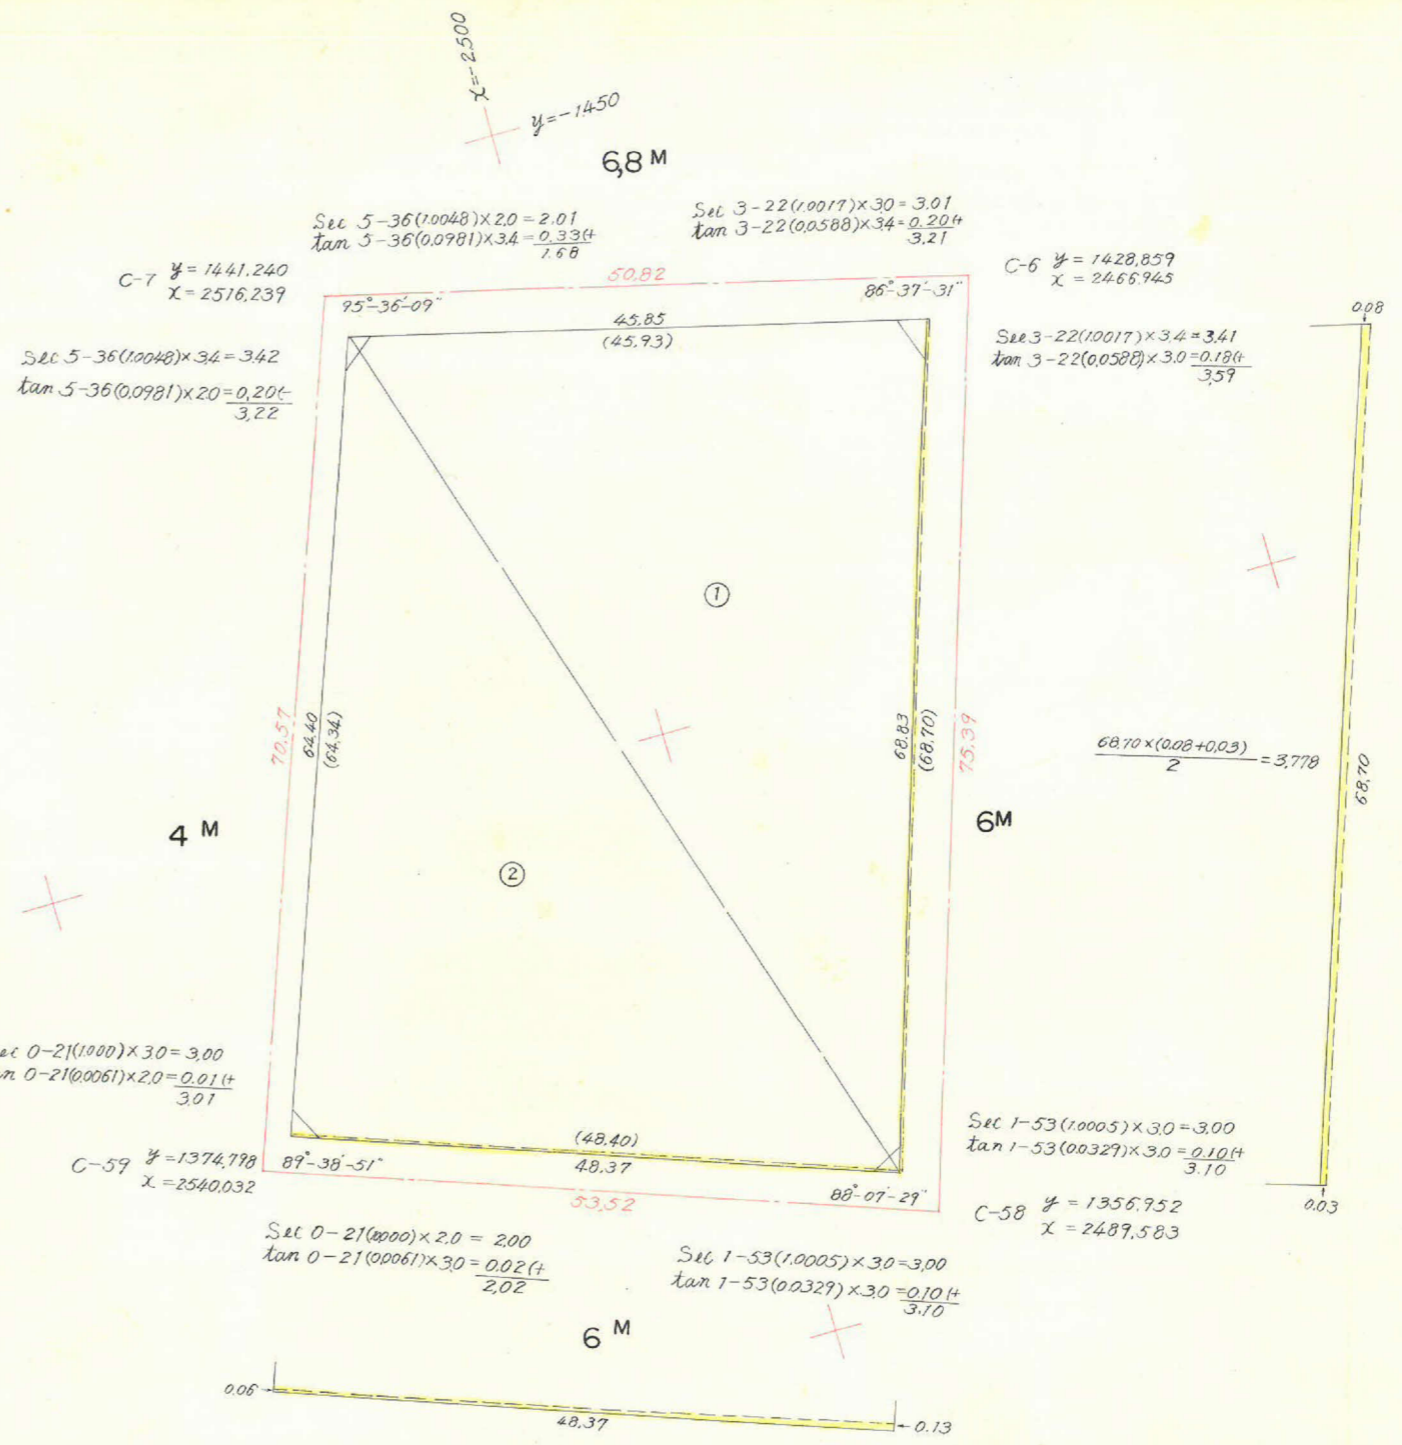 x=-2500
y=-1450
6,8 M
Sec 5-36(1.0048)×2.0=2.01
tan 5-36(0.0981)×3.4=0.33(+
1.68
Sec 3-22(1.0017)×3.0=3.01
tan 3-22(0.0588)×3.4=0.20(+
3.21
C-7 y=1441.240
x=2516.239
50.82
C-6 y=1428.859
x=2466.945
95°-36'-09"
86°-37'-31"
45.85
(45.93)
0.08
Sec 5-36(1.0048)×3.4=3.42
tan 5-36(0.0981)×2.0=0.20(-
3.22
Sec 3-22(1.0017)×3.4=3.41
tan 3-22(0.0588)×3.0=0.18(+
3.59
①
70.57
64.40
(64.34)
68.83
(68.70)
75.39
68.70×(0.08+0.03)
2
=3.778
68.70
4 M
6M
②
ec 0-21(1.000)×3.0=3.00
n 0-21(0.0061)×2.0=0.01(+
3.01
(48.40)
48.37
Sec 1-53(1.0005)×3.0=3.00
tan 1-53(0.0329)×3.0=0.10(+
3.10
C-59 y=1374.798
x=2540.032
89°-38'-51"
53.52
88°-07'-29"
C-58 y=1356.952
x=2489.583
0.03
Sec 0-21(1.000)×2.0=2.00
tan 0-21(0.0061)×3.0=0.02(+
2.02
Sec 1-53(1.0005)×3.0=3.00
tan 1-53(0.0329)×3.0=0.10(+
3.10
6 M
0.06
48.37
0.13